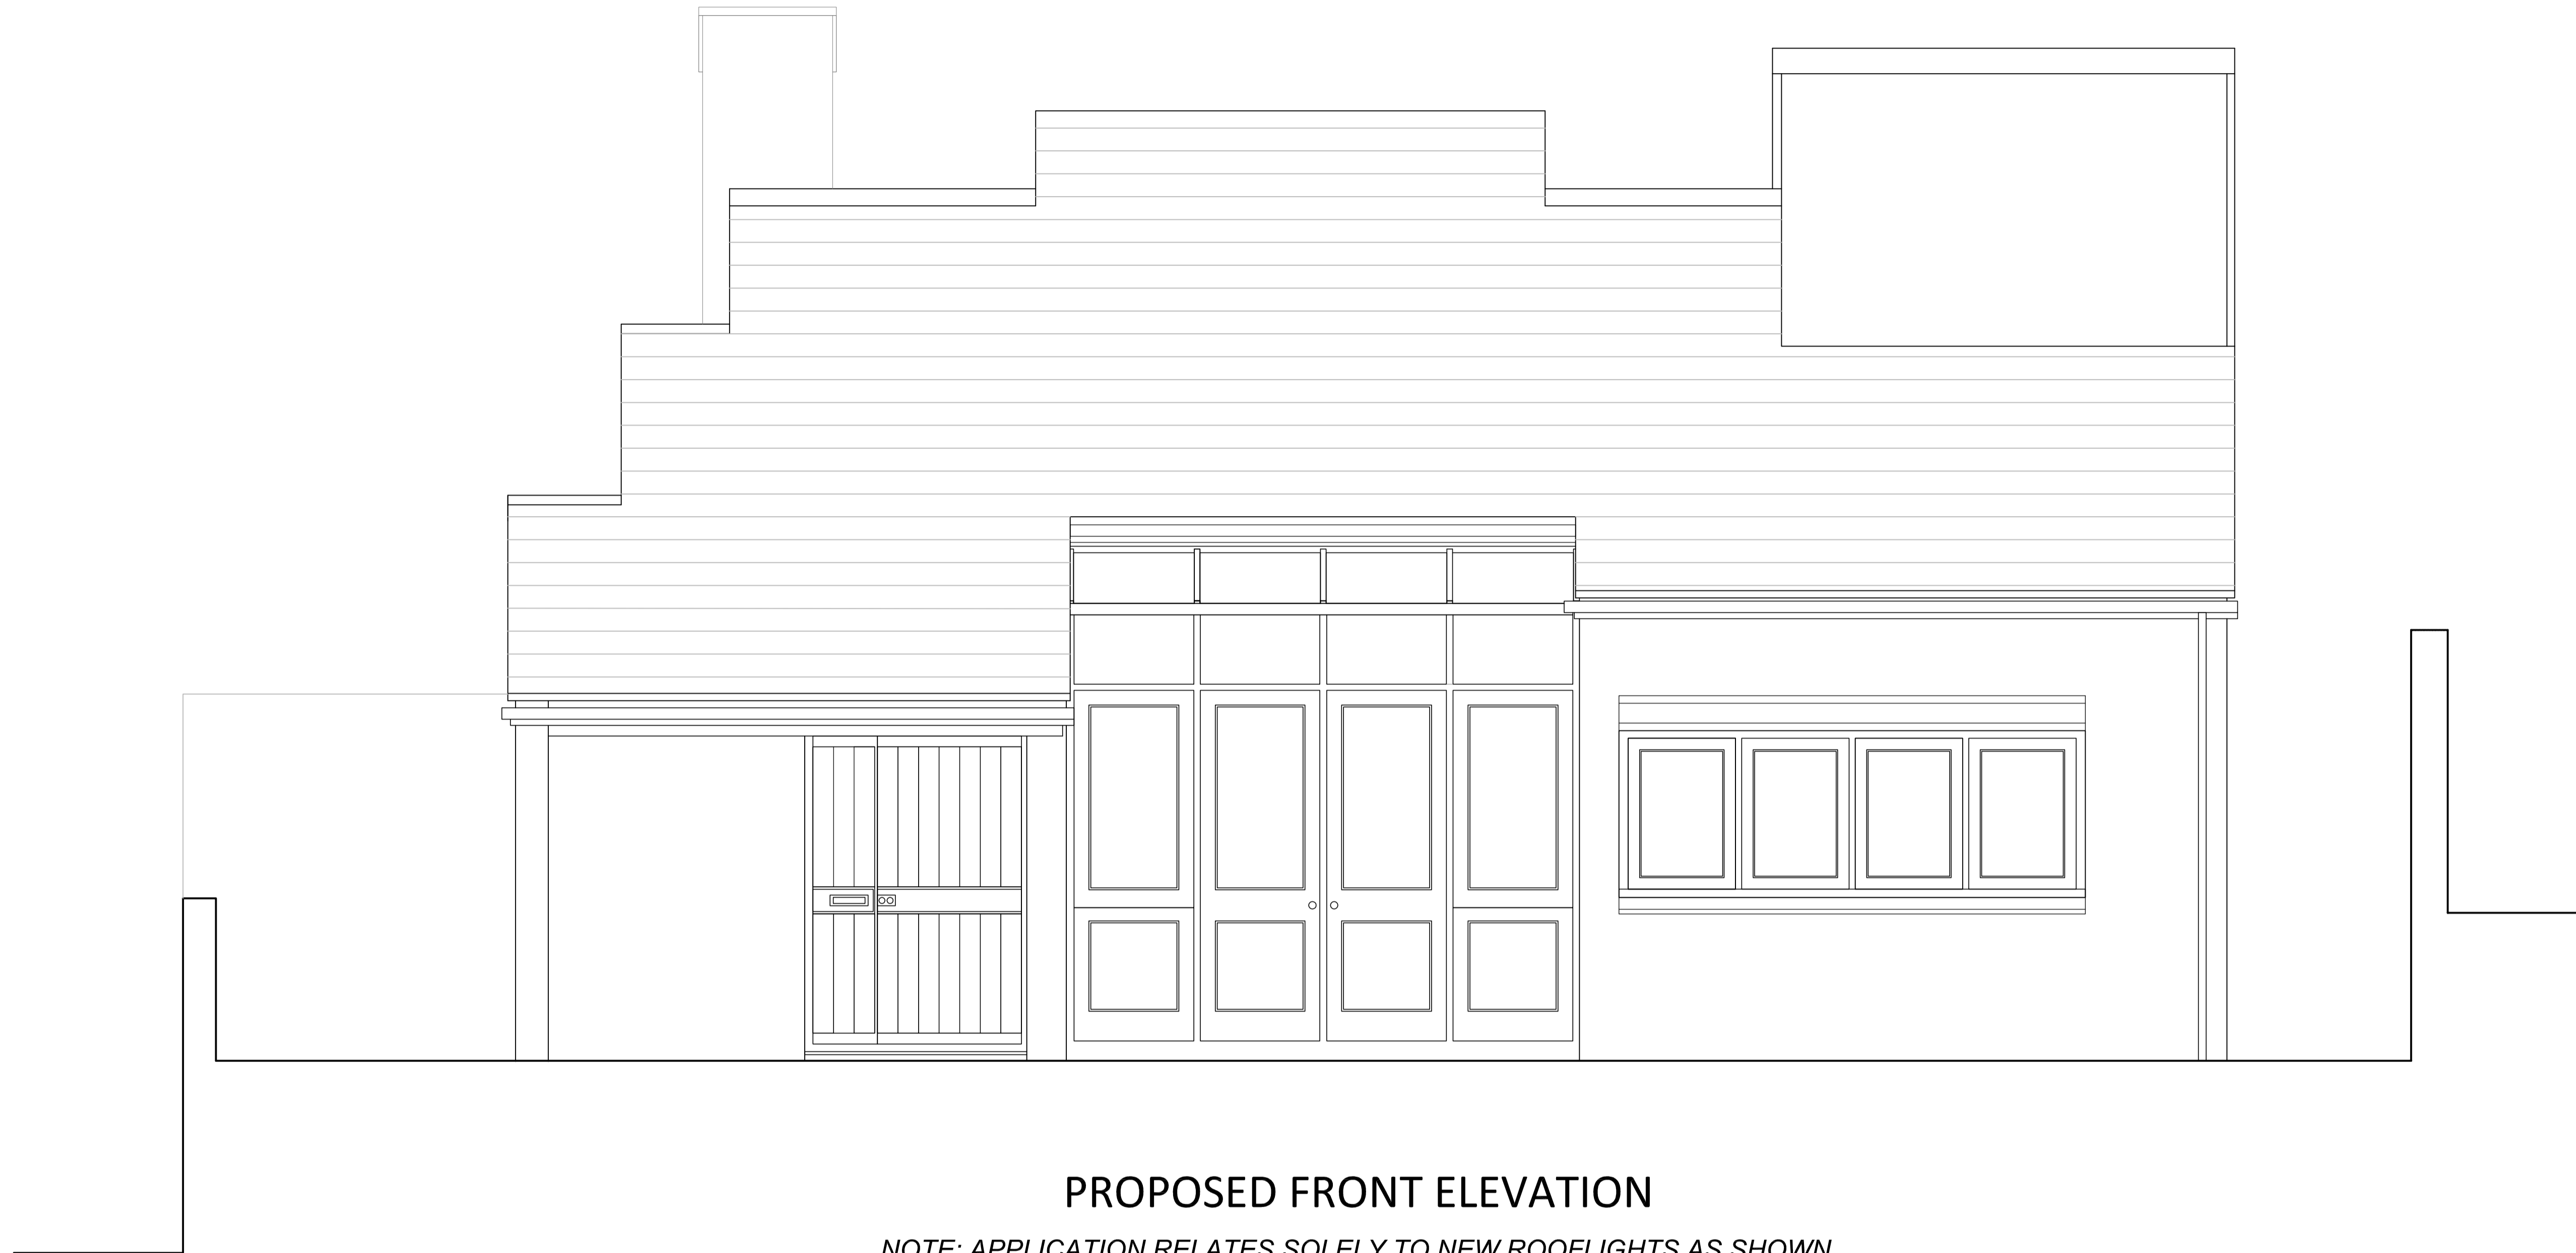 PROPOSED FRONT ELEVATION
NOTE: APPLICATION RELATES SOLELY TO NEW ROOFLIGHTS AS SHOWN